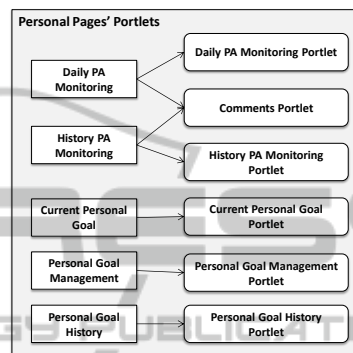 Personal Pages' Portlets
Daily PA
Monitoring
Daily PA Monitoring Portlet
Comments Portlet
History PA
Monitoring
History PA Monitoring
Portlet
Current Personal
Goal
Current Personal Goal
Portlet
Personal Goal
Management
Personal Goal Management
Portlet
Personal Goal
History
Personal Goal History
Portlet